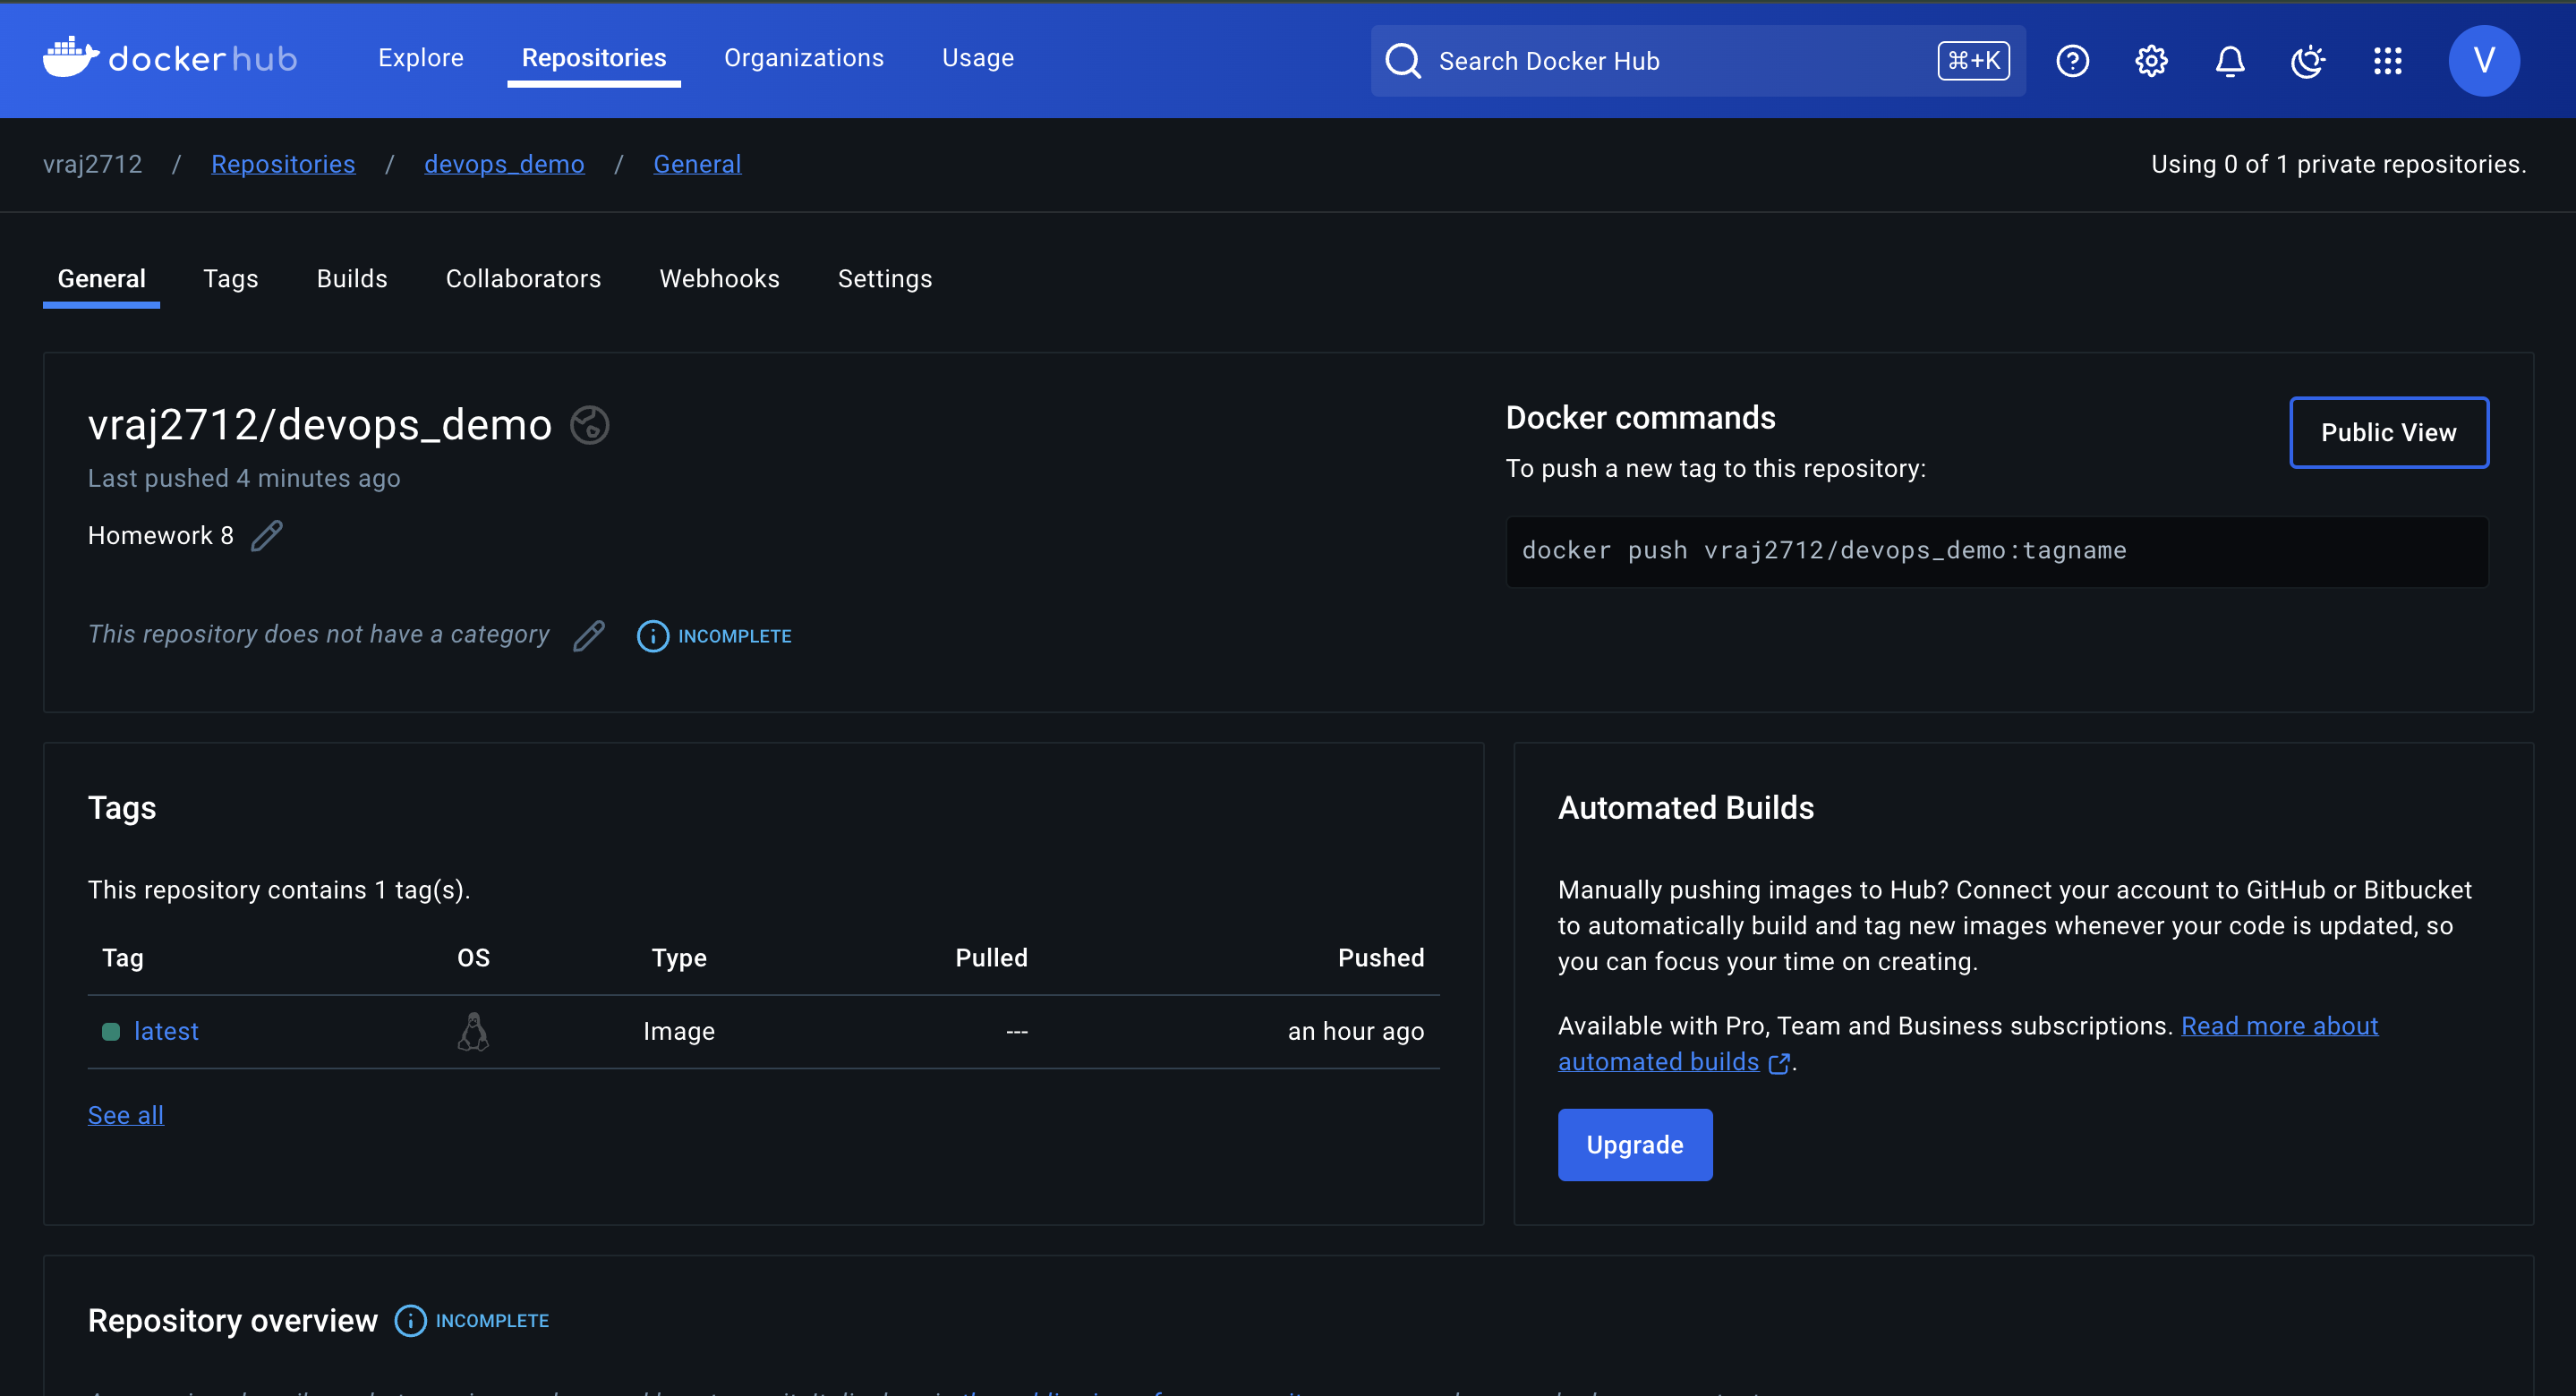 dockerhub
Explore
Repositories
Organizations
Usage
Search Docker Hub
⌘+K
V
vraj2712 / Repositories / devops_demo / General
Using 0 of 1 private repositories.
General
Tags
Builds
Collaborators
Webhooks
Settings
vraj2712/devops_demo
Last pushed 4 minutes ago
Homework 8
This repository does not have a category
INCOMPLETE
Docker commands
Public View
To push a new tag to this repository:
docker push vraj2712/devops_demo:tagname
Tags
This repository contains 1 tag(s).
Tag OS Type Pulled Pushed
latest Image --- an hour ago
See all
Automated Builds
Manually pushing images to Hub? Connect your account to GitHub or Bitbucket
to automatically build and tag new images whenever your code is updated, so
you can focus your time on creating.
Available with Pro, Team and Business subscriptions. Read more about
automated builds .
Upgrade
Repository overview
INCOMPLETE